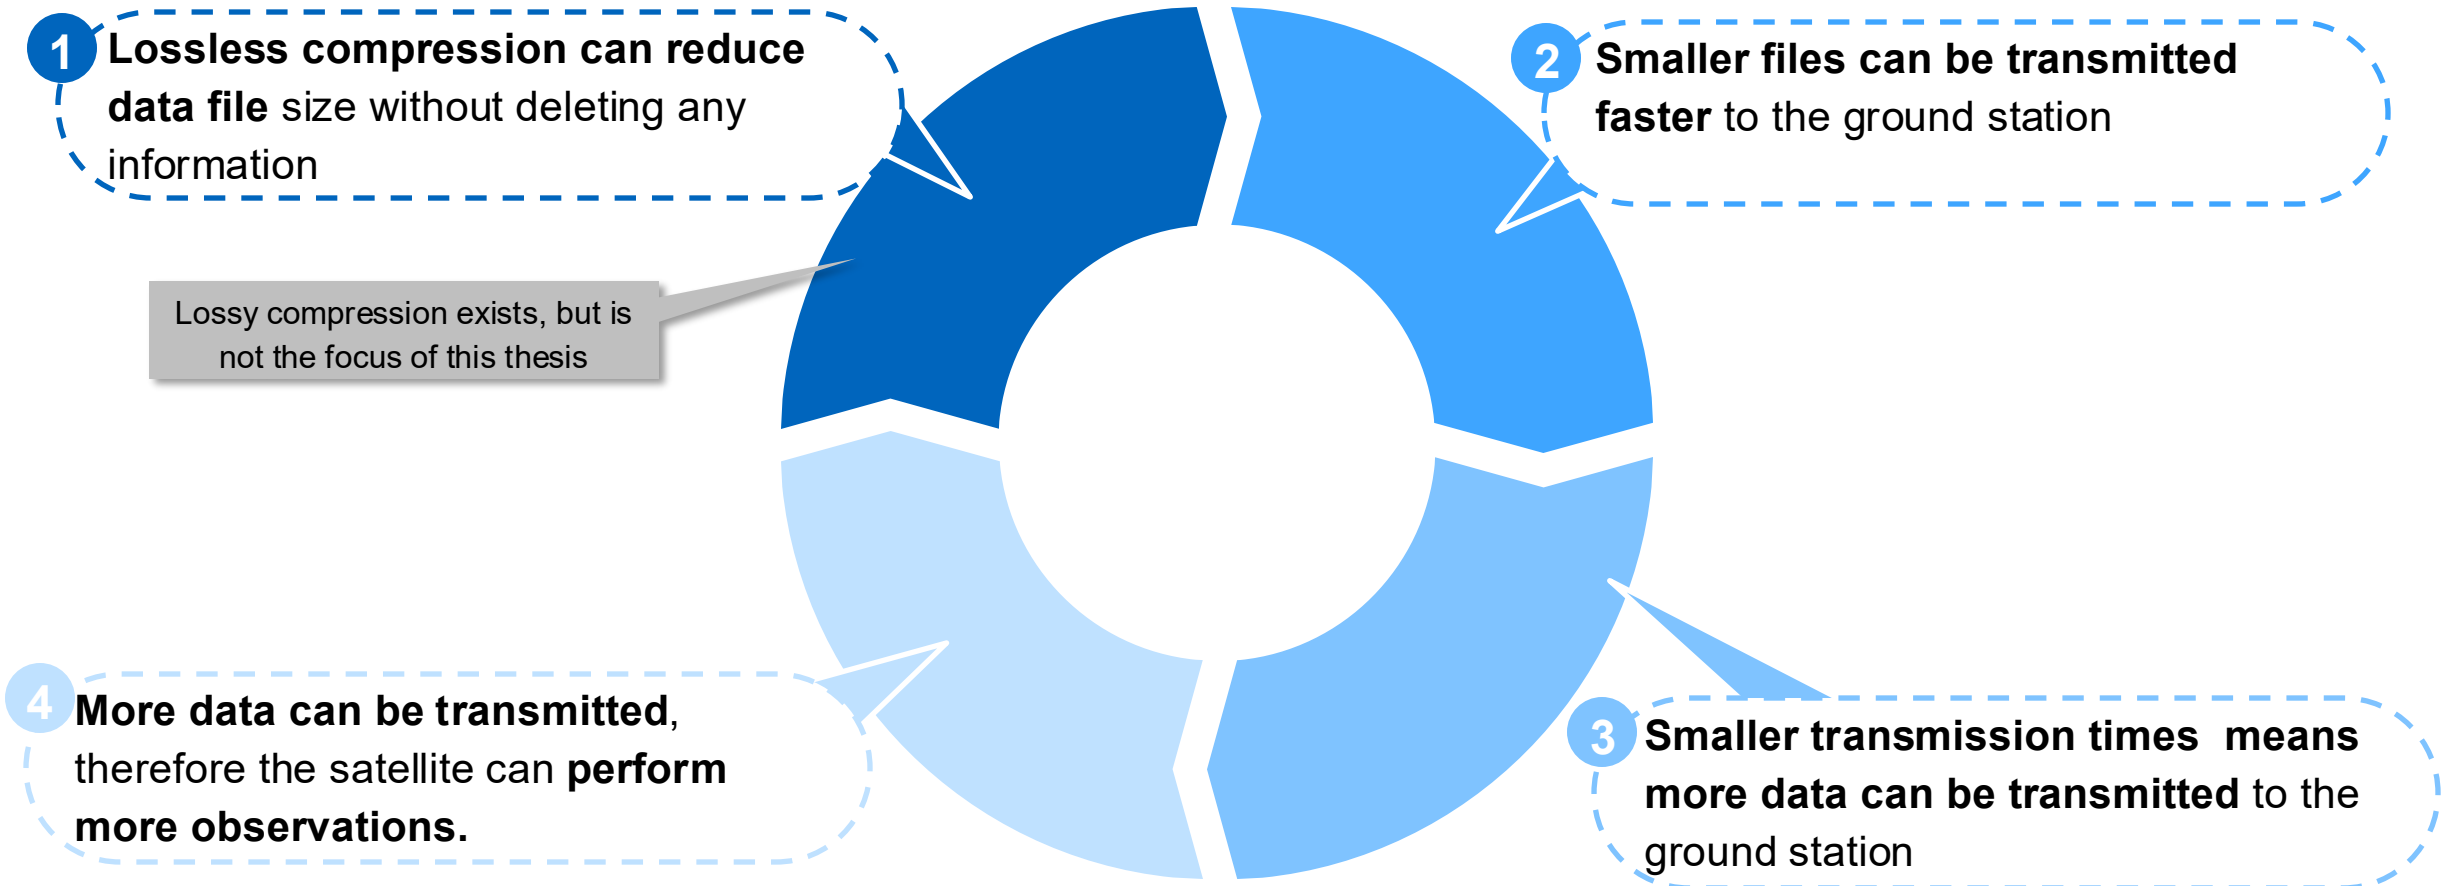 1
Lossless compression can reduce
data file size without deleting any
information
2
Smaller files can be transmitted
faster to the ground station
Lossy compression exists, but is
not the focus of this thesis
3
Smaller transmission times  means
more data can be transmitted to the
ground station
4
More data can be transmitted,
therefore the satellite can perform
more observations.